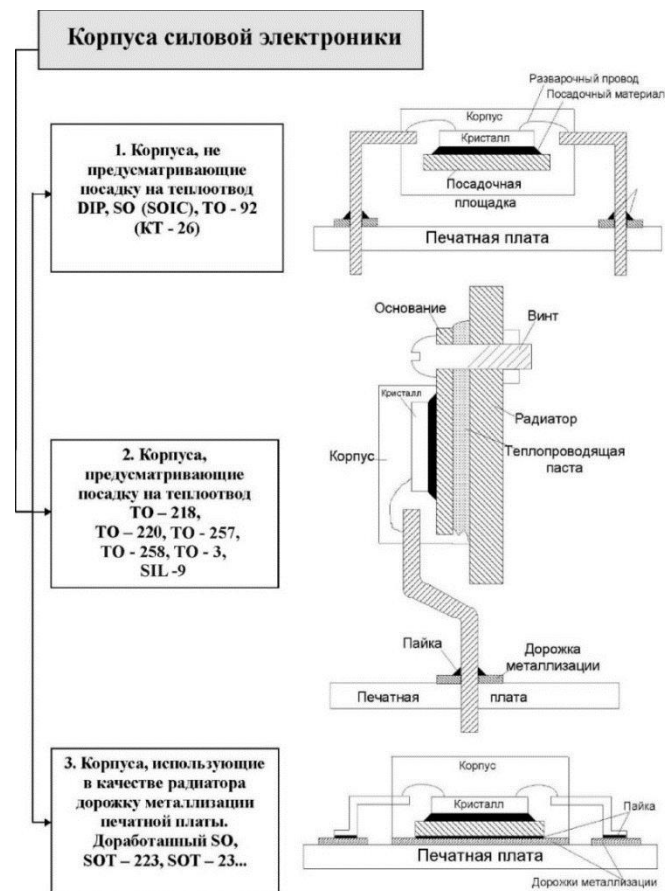 Корпуса силовой электроники
1. Корпуса, не
предусматривающие
посадку на теплоотвод
DIP, SO (SOIC), TO - 92
(КТ - 26)
Разварочный провод
Посадочный материал
Корпус
Кристалл
Посадочная
площадка
Печатная плата
2. Корпуса,
предусматривающие
посадку на теплоотвод
ТО – 218,
ТО – 220, ТО - 257,
ТО - 258, ТО - 3,
SIL -9
Основание
Винт
Кристалл
Радиатор
Корпус
Теплопроводящая
паста
Пайка
Дорожка
металлизации
Печатная плата
3. Корпуса, использующие
в качестве радиатора
дорожку металлизации
печатной платы.
Доработанный SO,
SOT – 223, SOT – 23...
Корпус
Кристалл
Пайка
Печатная плата
Дорожки металлизации